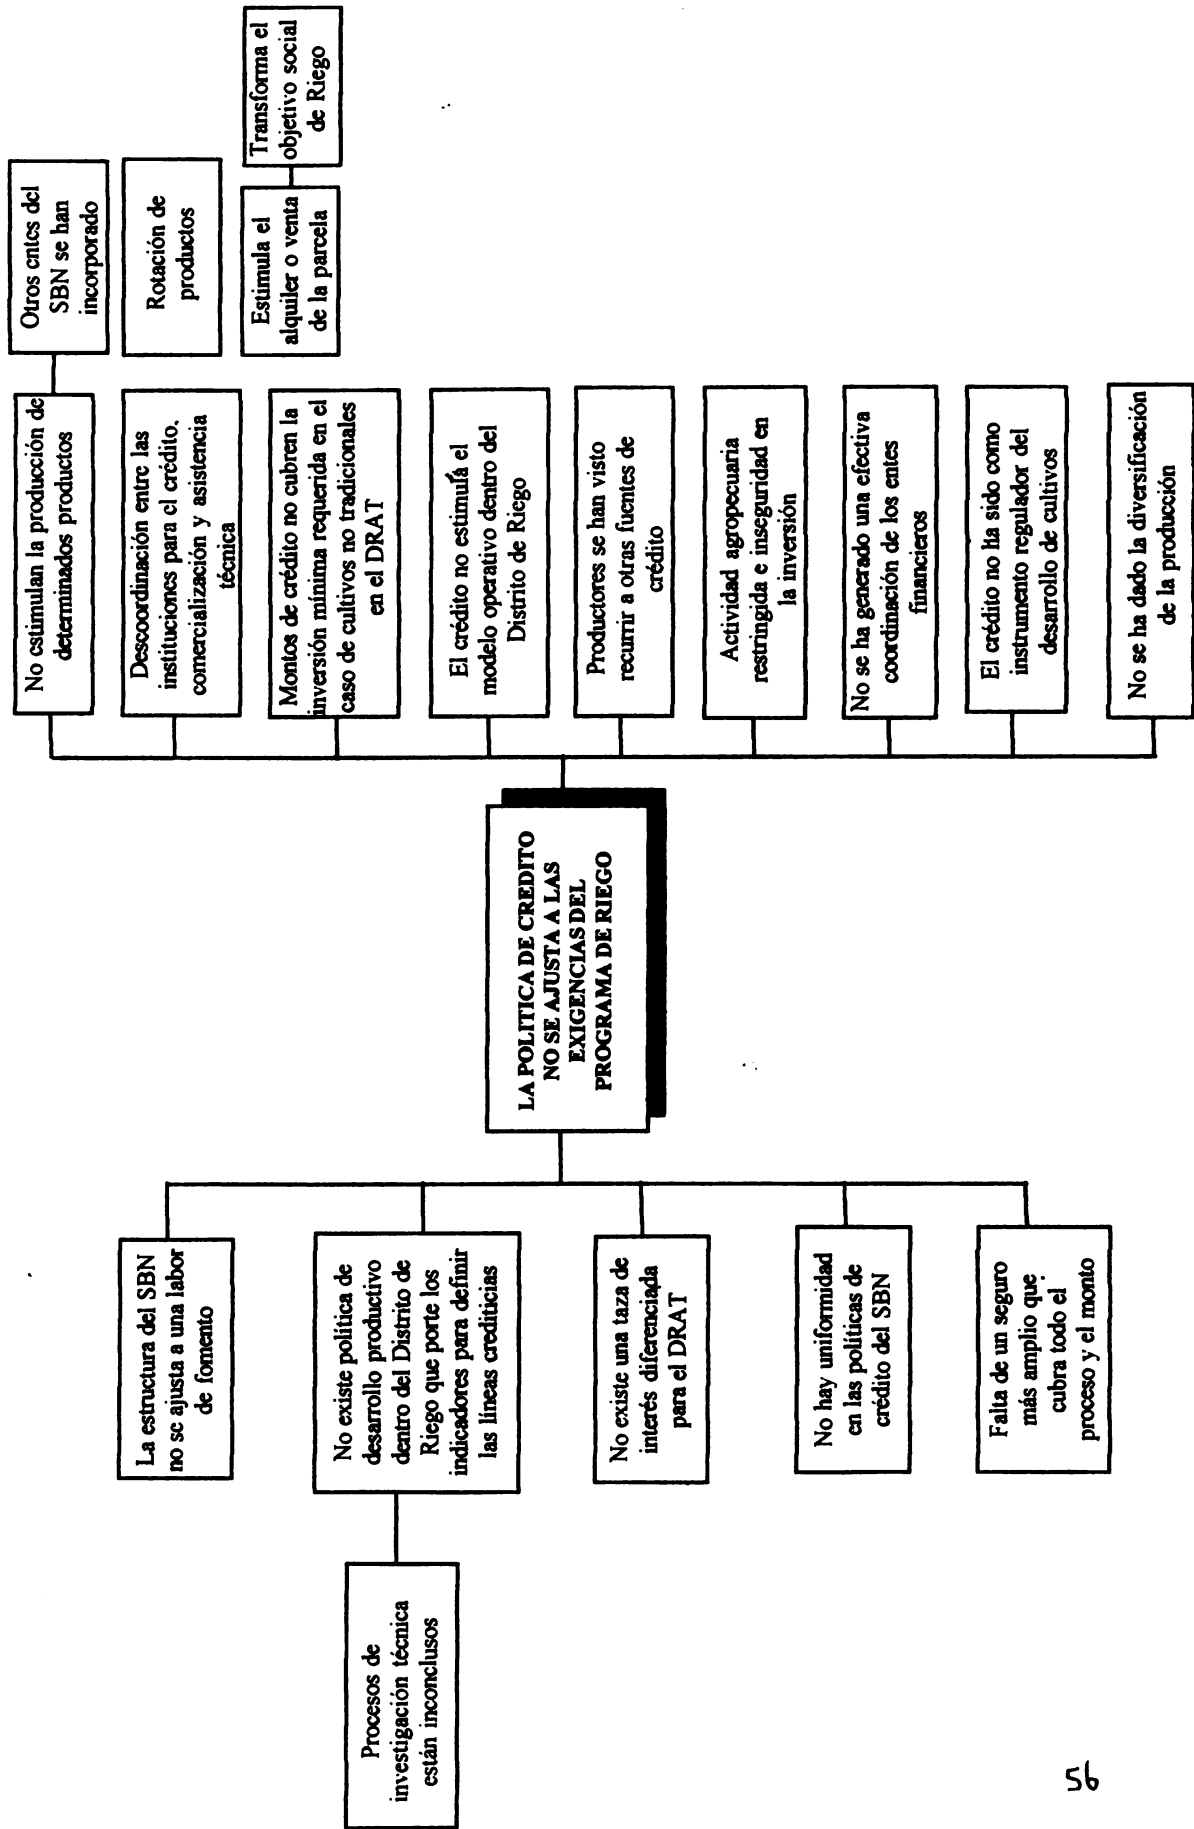 Procesos de
investigación técnica
están inconclusos
La estructura del SBN
no se ajusta a una labor
de fomento
No existe política de
desarrollo productivo
dentro del Distrito de
Riego que porte los
indicadores para definir
las líneas crediticias
No existe una taza de
interés diferenciada
para el DRAT
No hay uniformidad
en las políticas de
crédito del SBN
Falta de un seguro
más amplio que
cubra todo el
proceso y el monto
LA POLITICA DE CREDITO
NO SE AJUSTA A LAS
EXIGENCIAS DEL
PROGRAMA DE RIEGO
No estimulan la producción de
determinados productos
Descoordinación entre las
instituciones para el crédito,
comercialización y asistencia
técnica
Montos de crédito no cubren la
inversión mínima requerida en el
caso de cultivos no tradicionales
en el DRAT
El crédito no estimula el
modelo operativo dentro del
Distrito de Riego
Productores se han visto
recurrir a otras fuentes de
crédito
Actividad agropecuaria
restringida e inseguridad en
la inversión
No se ha generado una efectiva
coordinación de los entes
financieros
El crédito no ha sido como
instrumento regulador del
desarrollo de cultivos
No se ha dado la diversificación
de la producción
Otros entes del
SBN se han
incorporado
Rotación de
productos
Estimula el
alquiler o venta
de la parcela
Transforma el
objetivo social
de Riego
56